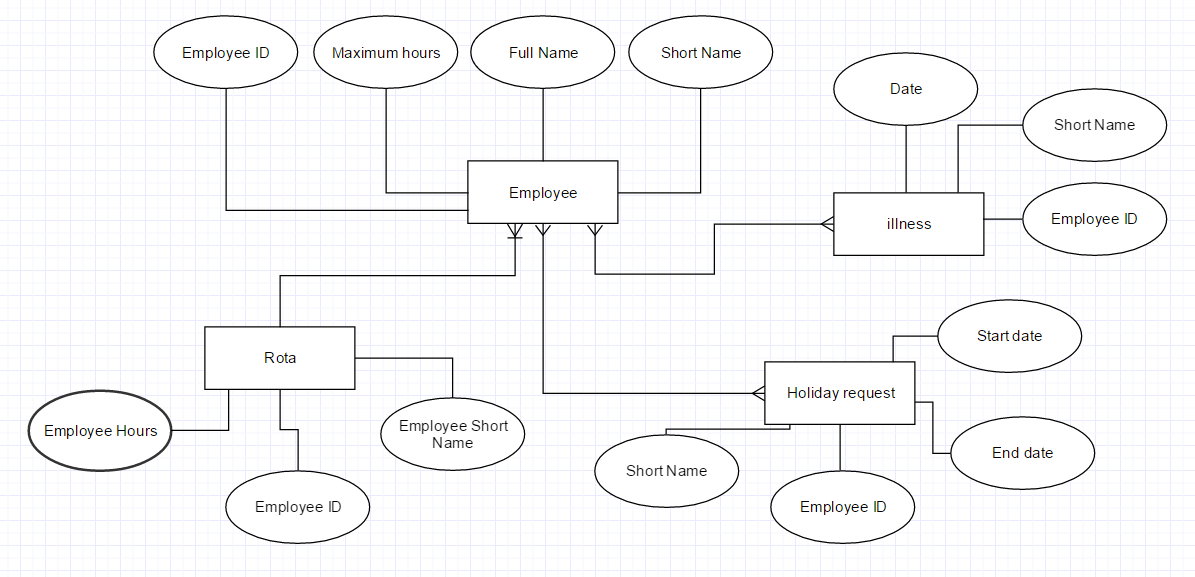 Employee ID
Maximum hours
Full Name
Short Name
Date
Short Name
Employee
Employee ID
illness
Rota
Start date
Holiday request
Employee Hours
Employee Short
Name
Short Name
End date
Employee ID
Employee ID